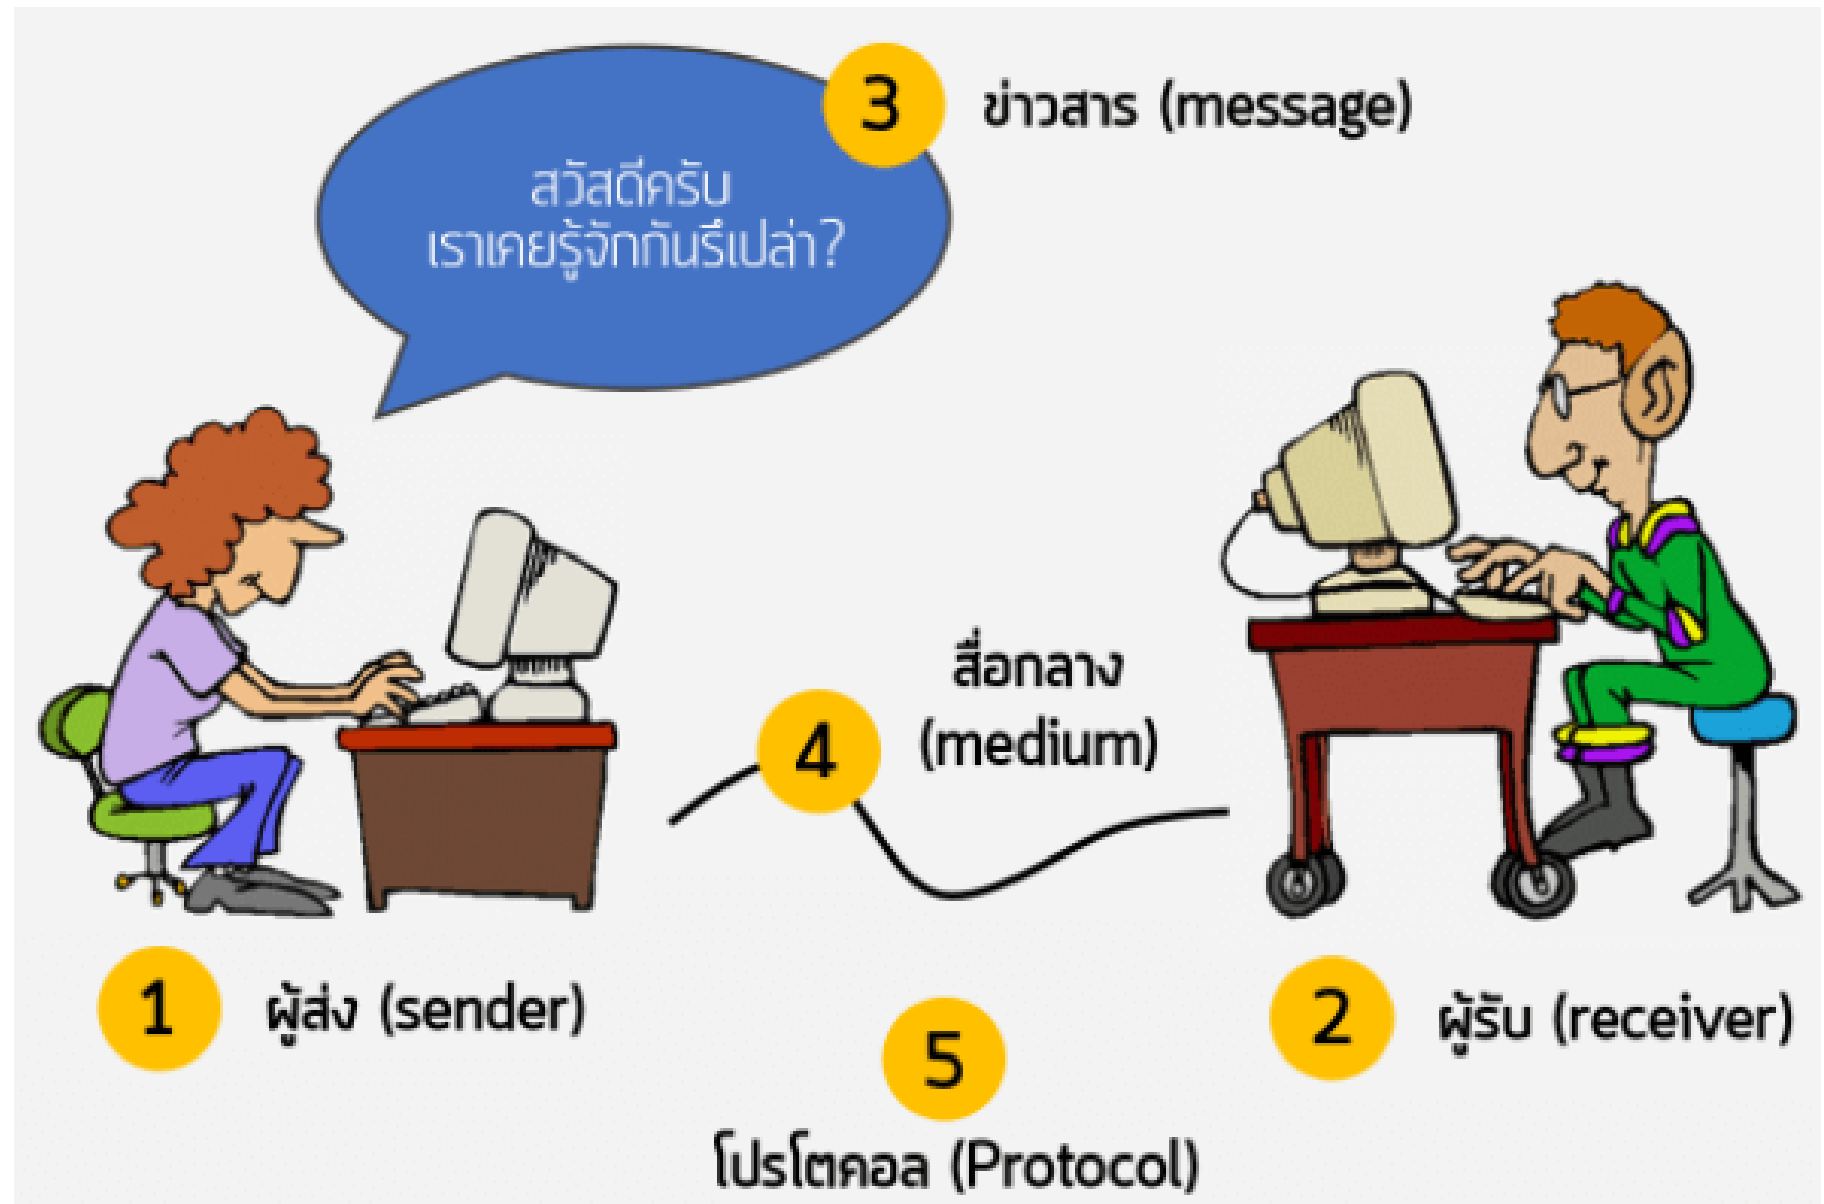 3 ข่าวสาร (message)
สวัสดีครับ
เราเคยรู้จักกันรึเปล่า?
สื่อกลาง
4 (medium)
1 ผู้ส่ง (sender)
2 ผู้รับ (receiver)
5
โปรโตคอล (Protocol)